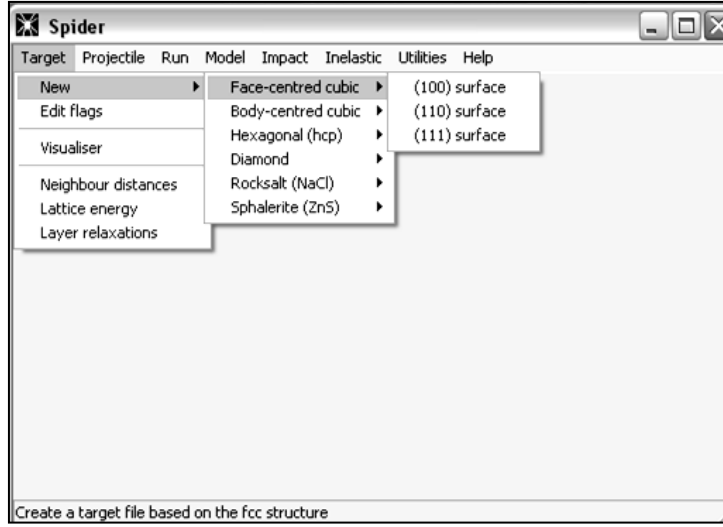 Spider
Target Projectile Run Model Impact Inelastic Utilities Help
New
Edit flags
Visualiser
Neighbour distances
Lattice energy
Layer relaxations
Face-centred cubic
Body-centred cubic
Hexagonal (hcp)
Diamond
Rocksalt (NaCl)
Sphalerite (ZnS)
(100) surface
(110) surface
(111) surface
Create a target file based on the fcc structure